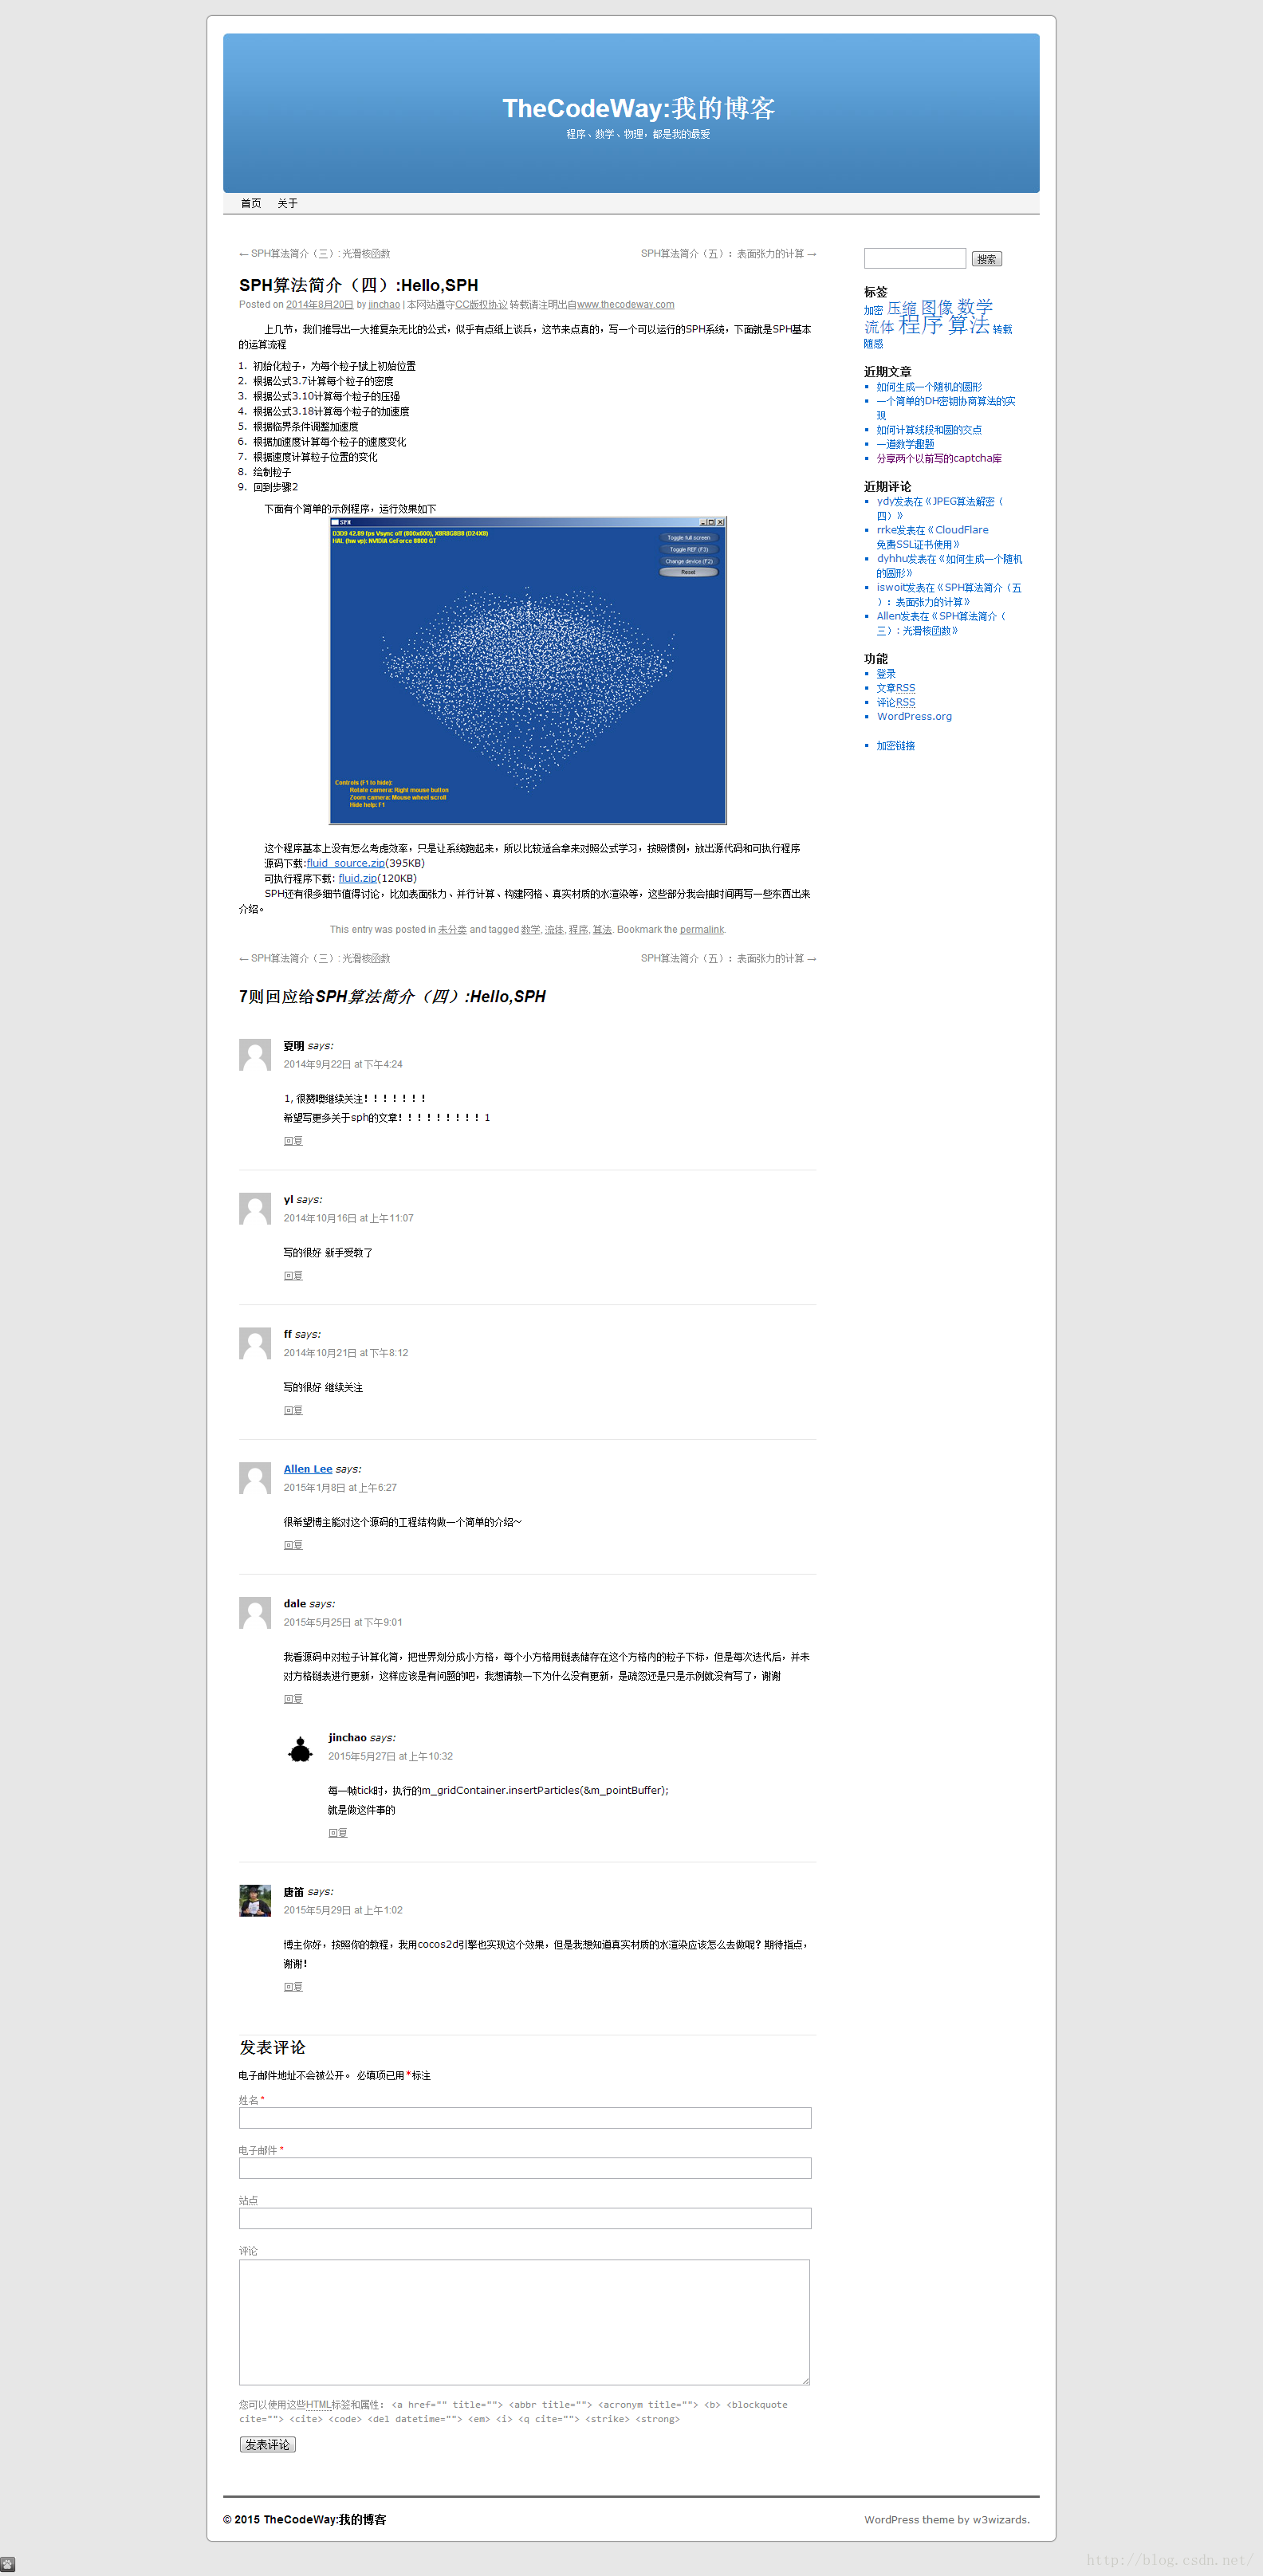 TheCodeWay:我的博客
程序、数学、物理，都是我的最爱
首页 关于
← SPH算法简介（三）: 光滑核函数
SPH算法简介（五）：表面张力的计算 →
SPH算法简介（四）:Hello,SPH
Posted on 2014年8月20日 by jinchao | 本网站遵守CC版权协议 转载请注明出自www.thecodeway.com
上几节，我们推导出一大推复杂无比的公式，似乎有点纸上谈兵，这节来点真的，写一个可以运行的SPH系统，下面就是SPH基本
的运算流程
1. 初始化粒子，为每个粒子赋上初始位置
2. 根据公式3.7计算每个粒子的密度
3. 根据公式3.10计算每个粒子的压强
4. 根据公式3.18计算每个粒子的加速度
5. 根据临界条件调整加速度
6. 根据加速度计算每个粒子的速度变化
7. 根据速度计算粒子位置的变化
8. 绘制粒子
9. 回到步骤2
下面有个简单的示例程序，运行效果如下
SPH
D3D9 42.89 fps Vsync off (800x600), X8R8G8B8 (D24X8)
HAL (hw vp): NVIDIA GeForce 8800 GT
Toggle full screen
Toggle REF (F3)
Change device (F2)
Reset
Controls (F1 to hide):
Rotate camera: Right mouse button
Zoom camera: Mouse wheel scroll
Hide help: F1
这个程序基本上没有怎么考虑效率，只是让系统跑起来，所以比较适合拿来对照公式学习，按照惯例，放出源代码和可执行程序
源码下载:fluid_source.zip(395KB)
可执行程序下载: fluid.zip(120KB)
SPH还有很多细节值得讨论，比如表面张力、并行计算、构建网格、真实材质的水渲染等，这些部分我会抽时间再写一些东西出来
介绍。
This entry was posted in 未分类 and tagged 数学, 流体, 程序, 算法. Bookmark the permalink.
← SPH算法简介（三）: 光滑核函数
SPH算法简介（五）：表面张力的计算 →
7则回应给SPH算法简介（四）:Hello,SPH
夏明 says:
2014年9月22日 at 下午4:24
1, 很赞噢继续关注！！！！！！！
希望写更多关于sph的文章！！！！！！！！！1
回复
yl says:
2014年10月16日 at 上午11:07
写的很好 新手受教了
回复
ff says:
2014年10月21日 at 下午8:12
写的很好 继续关注
回复
Allen Lee says:
2015年1月8日 at 上午6:27
很希望博主能对这个源码的工程结构做一个简单的介绍~
回复
dale says:
2015年5月25日 at 下午9:01
我看源码中对粒子计算化简，把世界划分成小方格，每个小方格用链表储存在这个方格内的粒子下标，但是每次迭代后，并未
对方格链表进行更新，这样应该是有问题的吧，我想请教一下为什么没有更新，是疏忽还是只是示例就没有写了，谢谢
回复
jinchao says:
2015年5月27日 at 上午10:32
每一帧tick时，执行的m_gridContainer.insertParticles(&m_pointBuffer);
就是做这件事的
回复
唐笛 says:
2015年5月29日 at 上午1:02
博主你好，按照你的教程，我用cocos2d引擎也实现这个效果，但是我想知道真实材质的水渲染应该怎么去做呢？期待指点，
谢谢！
回复
发表评论
电子邮件地址不会被公开。 必填项已用*标注
姓名 *
电子邮件 *
站点
评论
您可以使用这些HTML标签和属性: <a href="" title=""> <abbr title=""> <acronym title=""> <b> <blockquote
cite=""> <cite> <code> <del datetime=""> <em> <i> <q cite=""> <strike> <strong>
发表评论
搜索
标签
加密 压缩 图像 数学
流体 程序 算法 转载
随感
近期文章
如何生成一个随机的圆形
一个简单的DH密钥协商算法的实
现
如何计算线段和圆的交点
一道数学趣题
分享两个以前写的captcha库
近期评论
ydy发表在《JPEG算法解密（
四）》
rrke发表在《CloudFlare
免费SSL证书使用》
dyhhu发表在《如何生成一个随机
的圆形》
iswoit发表在《SPH算法简介（五
）：表面张力的计算》
Allen发表在《SPH算法简介（
三）: 光滑核函数》
功能
登录
文章RSS
评论RSS
WordPress.org
加密链接
© 2015 TheCodeWay:我的博客
WordPress theme by w3wizards.
http://blog.csdn.net/